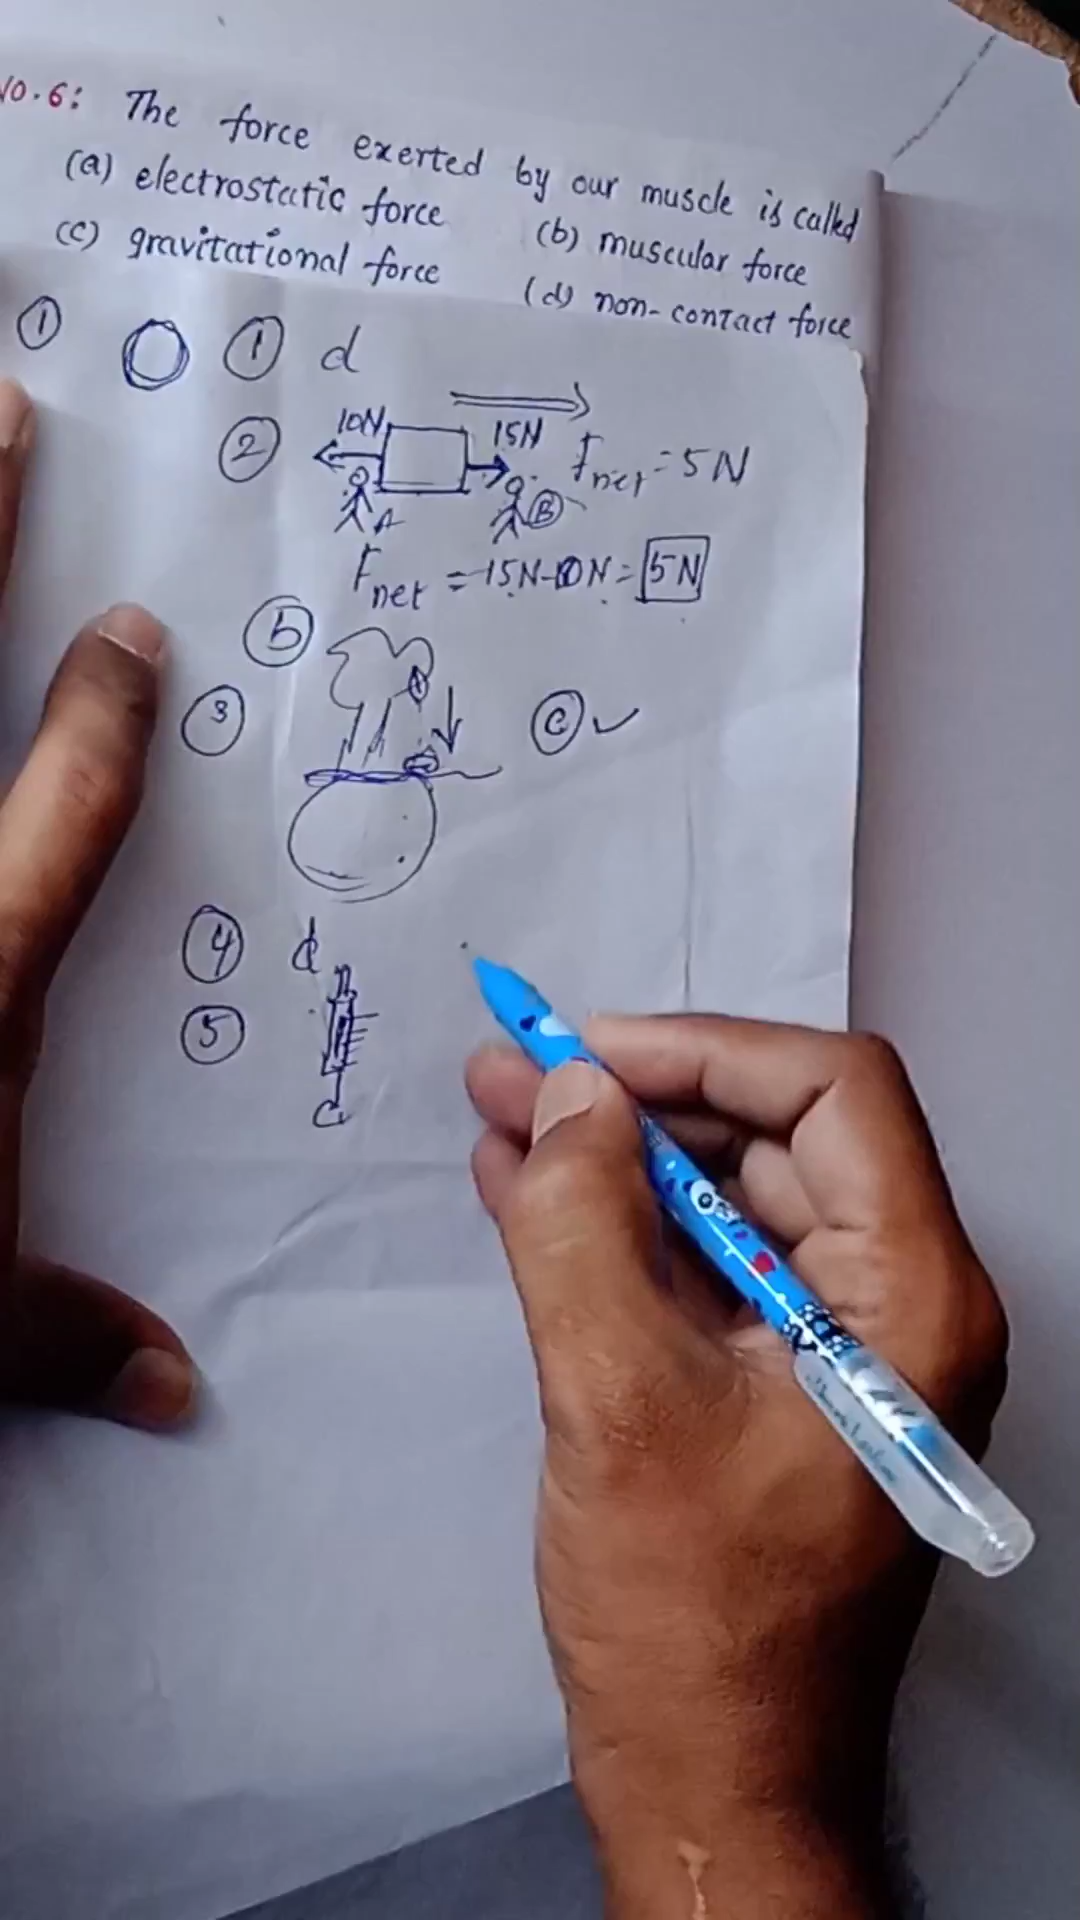 NO.6: The force exerted by our muscle is called
(a) electrostatic force (b) muscular force
(c) gravitational force (d) non-contact force
① ① d
② 10N 15N Fnet = 5N
A B
Fnet = 15N-10N = 5N
b
3 c ✓
4 d
5